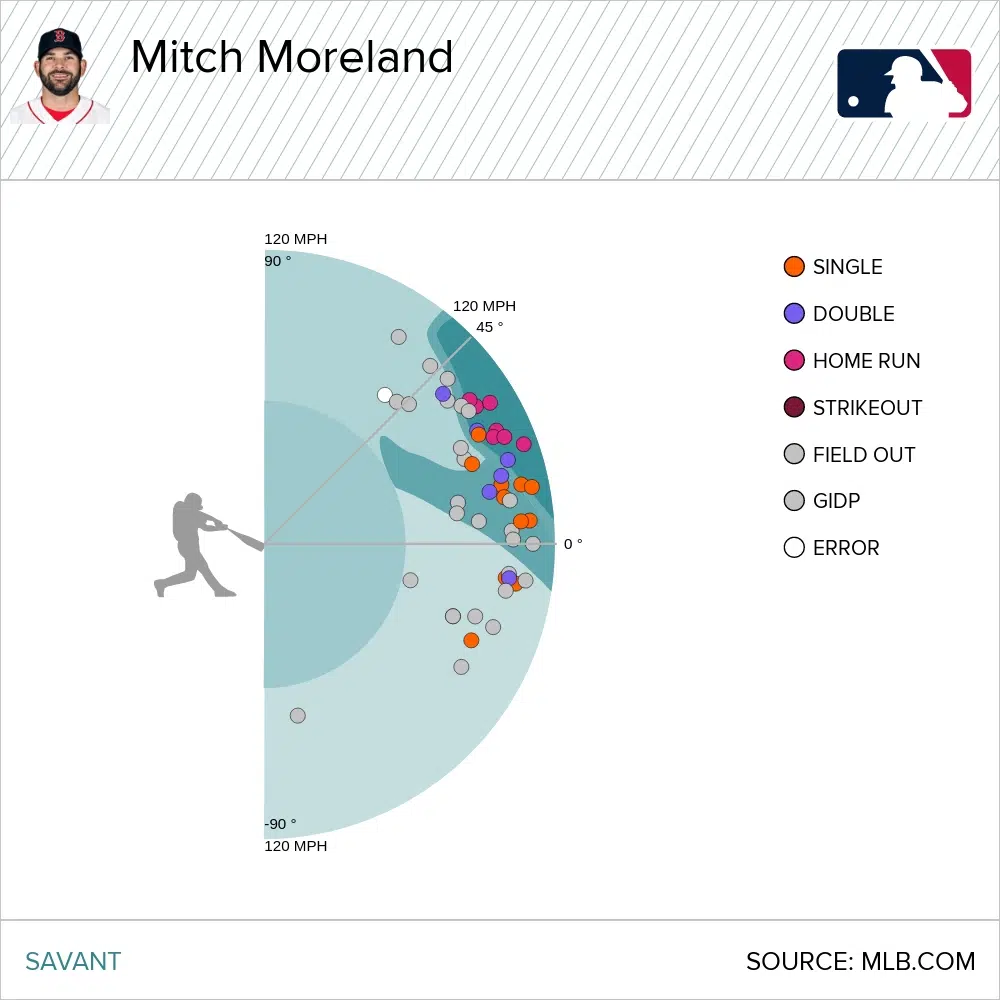 Mitch Moreland
120 MPH
90 °
120 MPH
45 °
0 °
-90 °
120 MPH
SINGLE
DOUBLE
HOME RUN
STRIKEOUT
FIELD OUT
GIDP
ERROR
SAVANT
SOURCE: MLB.COM